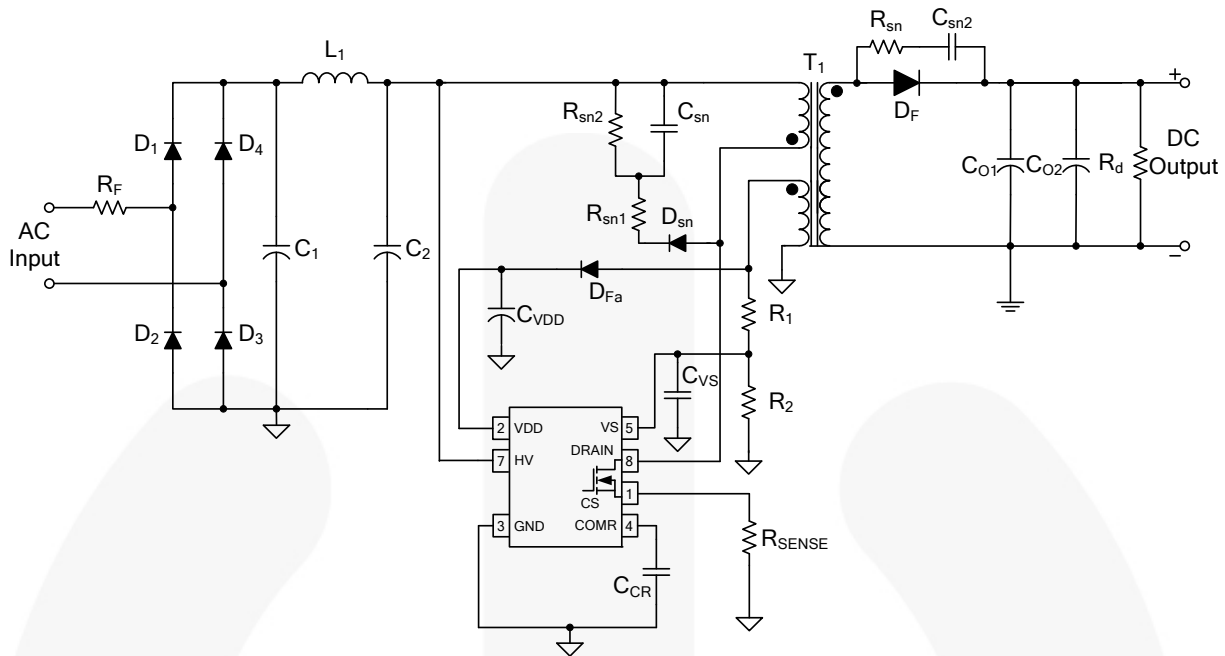 Rsn
Csn2
L1
T1
+
DF
Rsn2
Csn
D1
D4
RF
AC
Input
C1
C2
Rsn1
Dsn
CO1
CO2
Rd
DC
Output
−
DFa
CVDD
R1
D2
D3
CVS
R2
2
VDD
VS
5
7
HV
DRAIN
8
CS
1
3
GND
COMR
4
RSENSE
CCR